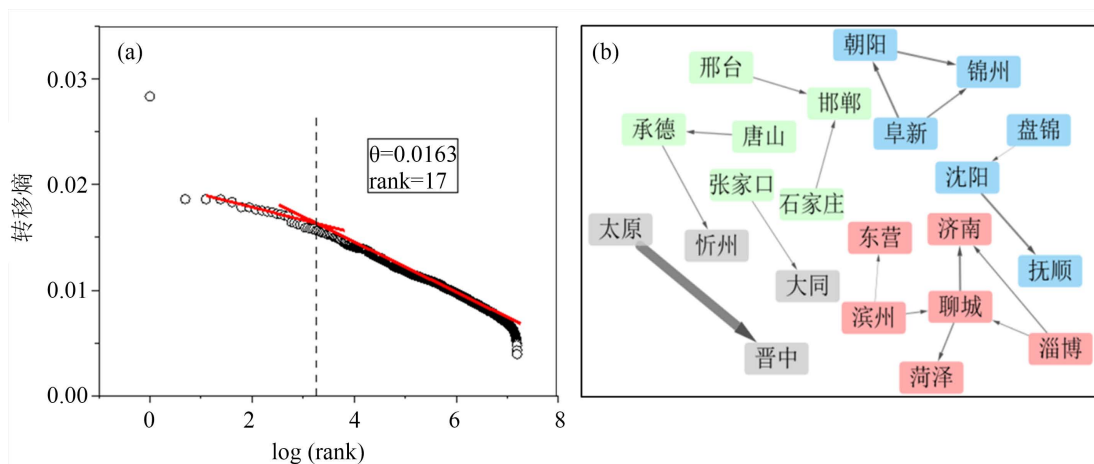 (a)
0.03
0.02
0.01
0.00
转移熵
θ=0.0163
rank=17
0
2
4
6
8
log (rank)
(b)
朝阳
锦州
邢台
邯郸
阜新
盘锦
承德
唐山
沈阳
张家口
石家庄
太原
忻州
东营
济南
抚顺
大同
滨州
聊城
淄博
晋中
菏泽